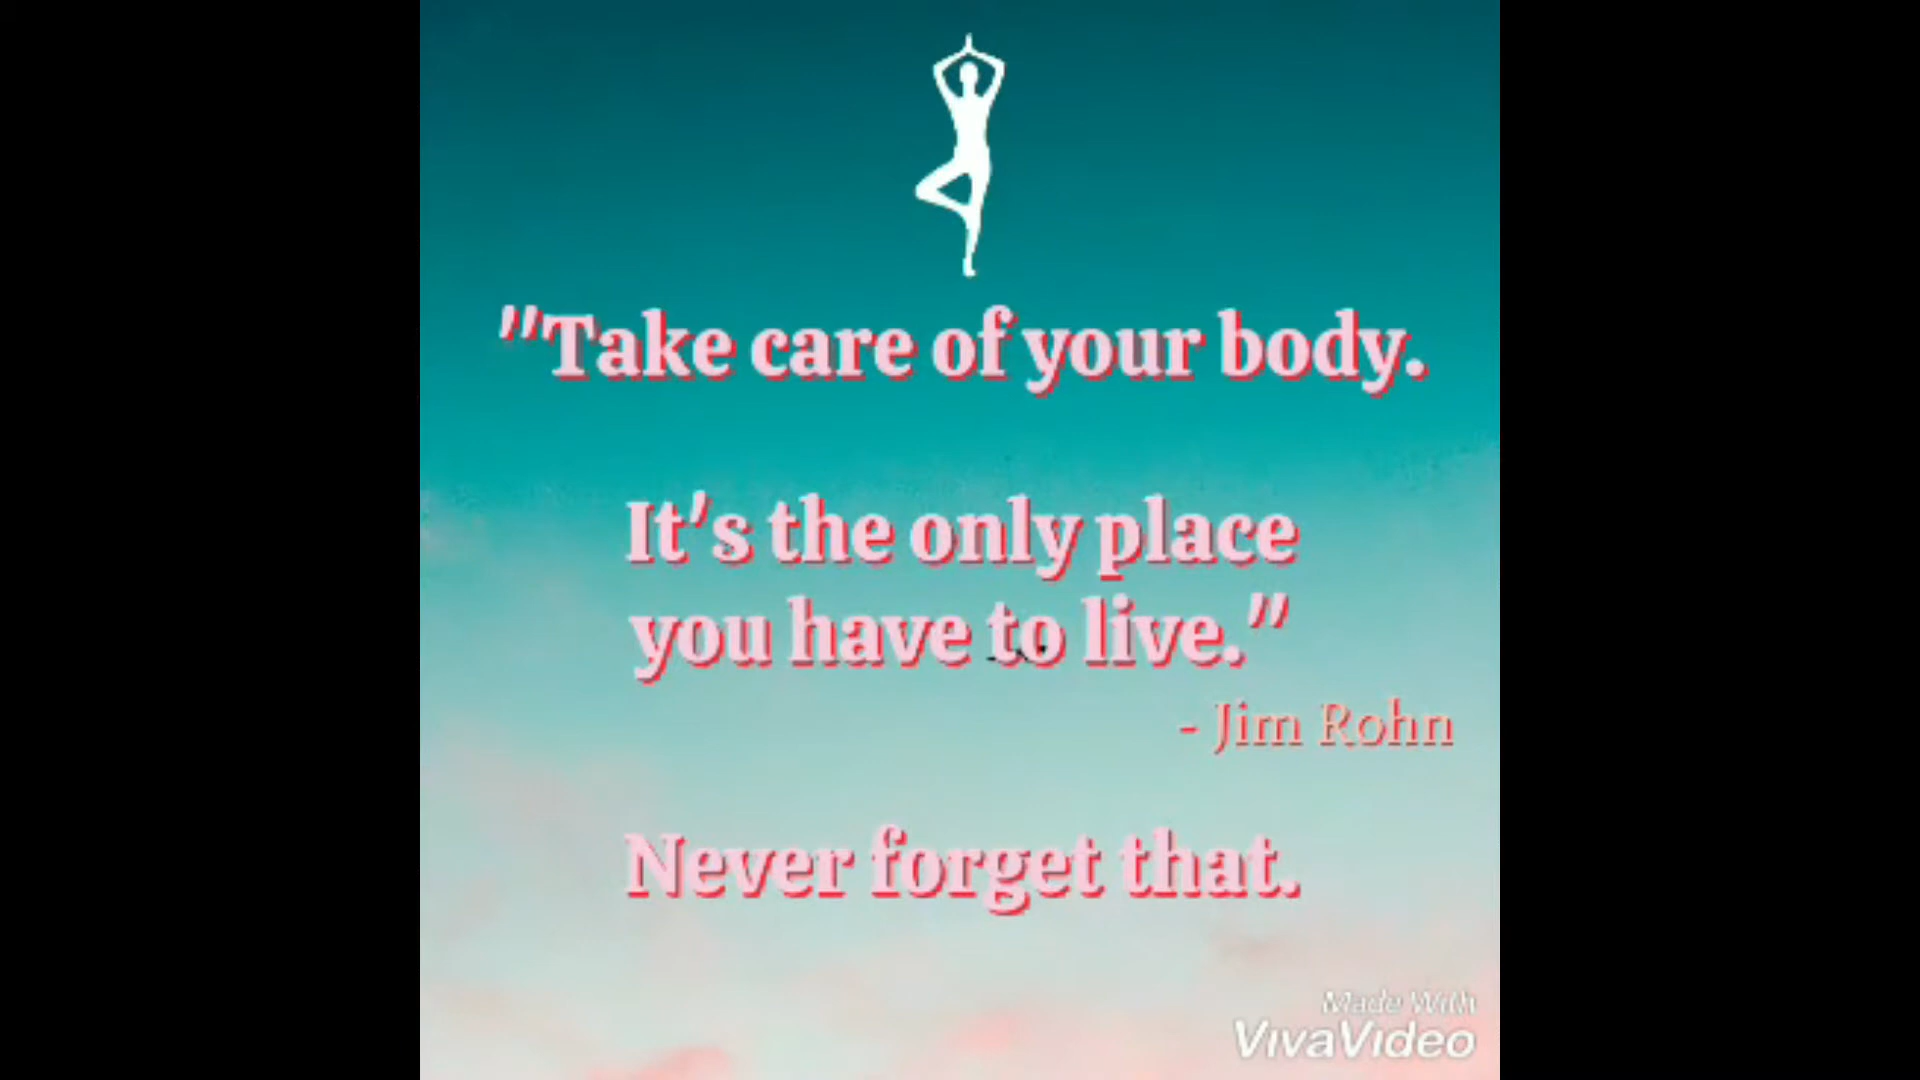 "Take care of your body.
It's the only place
you have to live."
- Jim Rohn
Never forget that.
Made With
VivaVideo